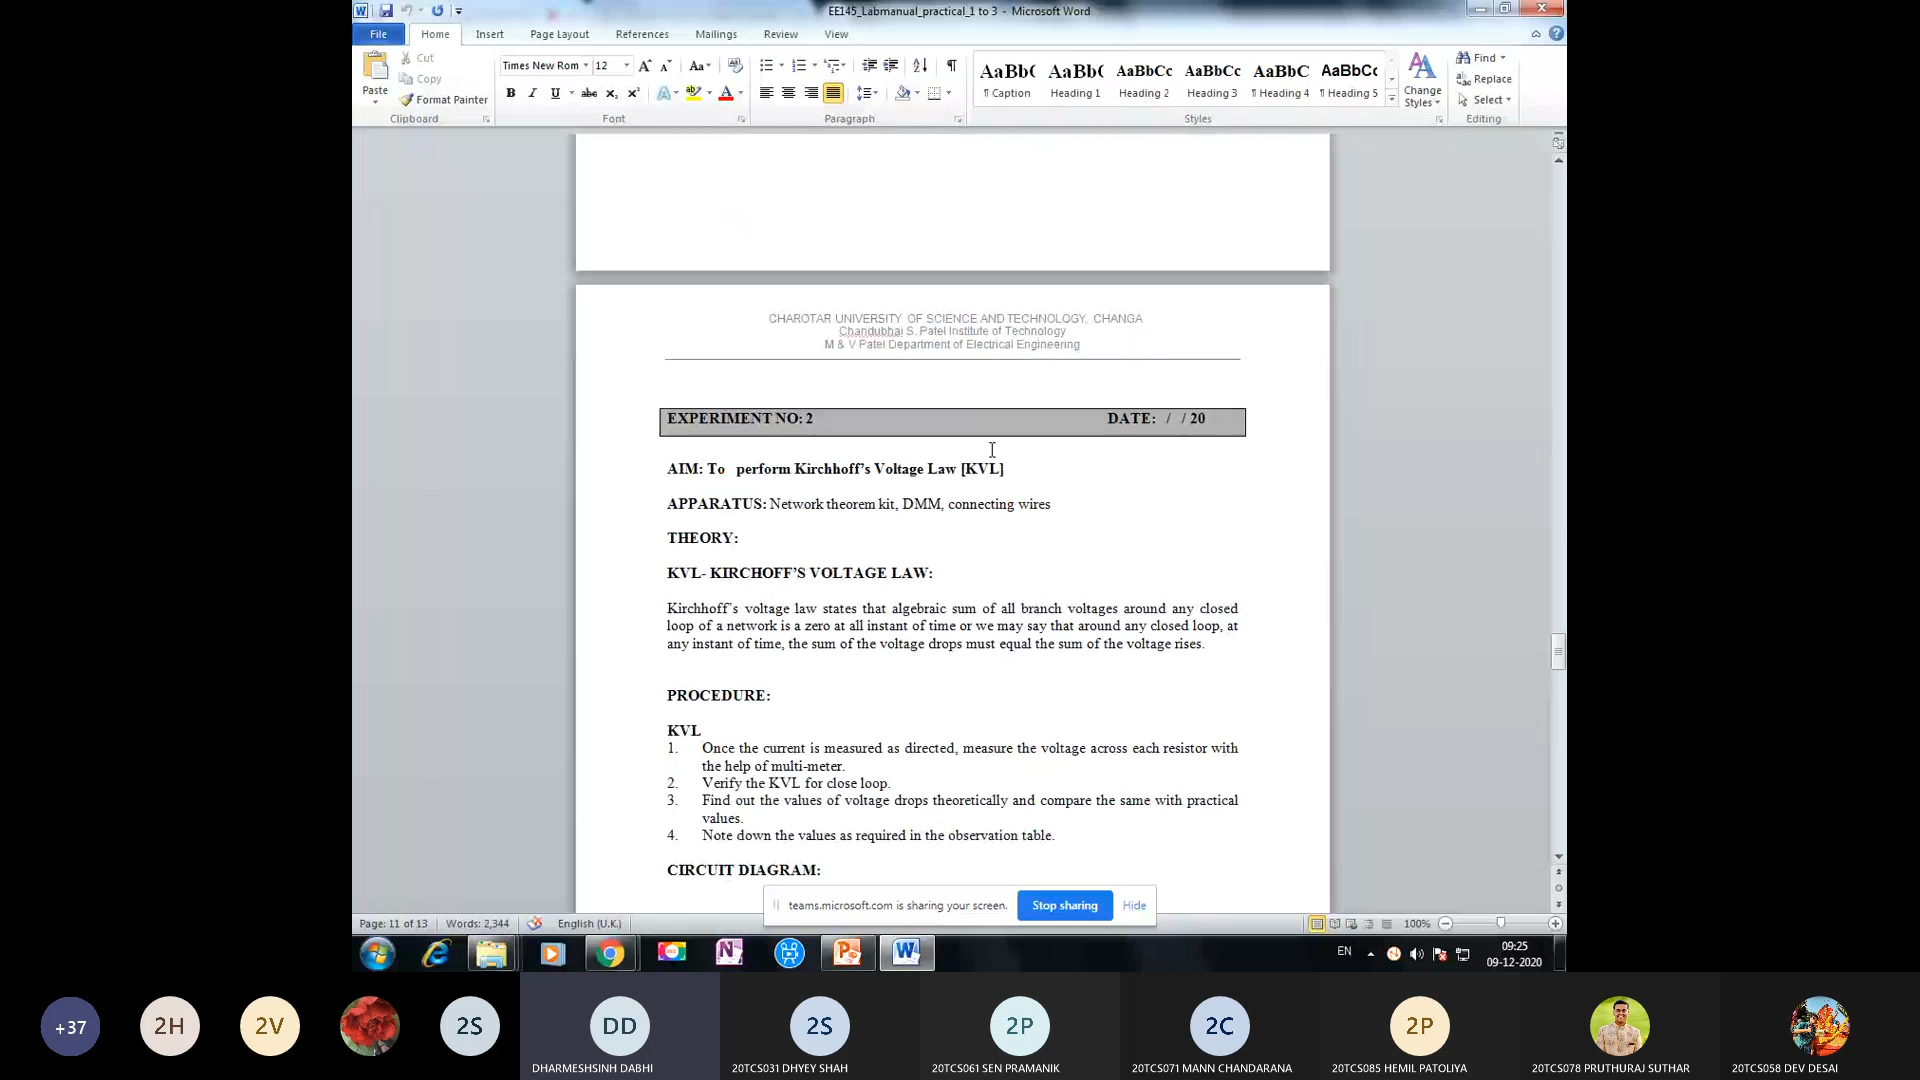 EE145_Labmanual_practical_1 to 3 - Microsoft Word
File Home Insert Page Layout References Mailings Review View
Paste Cut Copy Format Painter
Times New Rom 12
AaBb( AaBb( AaBbCc AaBbCc AaBbC AaBbCc
¶ Caption Heading 1 Heading 2 Heading 3 ¶ Heading 4 ¶ Heading 5
Change Styles
Find Replace Select
Clipboard Font Paragraph Styles Editing
CHAROTAR UNIVERSITY OF SCIENCE AND TECHNOLOGY, CHANGA
Chandubhai S. Patel Institute of Technology
M & V Patel Department of Electrical Engineering
EXPERIMENT NO: 2 DATE: / / 20
AIM: To perform Kirchhoff's Voltage Law [KVL]
APPARATUS: Network theorem kit, DMM, connecting wires
THEORY:
KVL- KIRCHOFF'S VOLTAGE LAW:
Kirchhoff's voltage law states that algebraic sum of all branch voltages around any closed
loop of a network is a zero at all instant of time or we may say that around any closed loop, at
any instant of time, the sum of the voltage drops must equal the sum of the voltage rises.
PROCEDURE:
KVL
1. Once the current is measured as directed, measure the voltage across each resistor with
the help of multi-meter.
2. Verify the KVL for close loop.
3. Find out the values of voltage drops theoretically and compare the same with practical
values.
4. Note down the values as required in the observation table.
CIRCUIT DIAGRAM:
teams.microsoft.com is sharing your screen. Stop sharing Hide
Page: 11 of 13 Words: 2,344 English (U.K.) 100%
EN 09:25
09-12-2020
+37 2H 2V 2S DD 2S 2P 2C 2P
DHARMESHSINH DABHI 20TCS031 DHYEY SHAH 20TCS061 SEN PRAMANIK 20TCS071 MANN CHANDARANA 20TCS085 HEMIL PATOLIYA 20TCS078 PRUTHURAJ SUTHAR 20TCS058 DEV DESAI